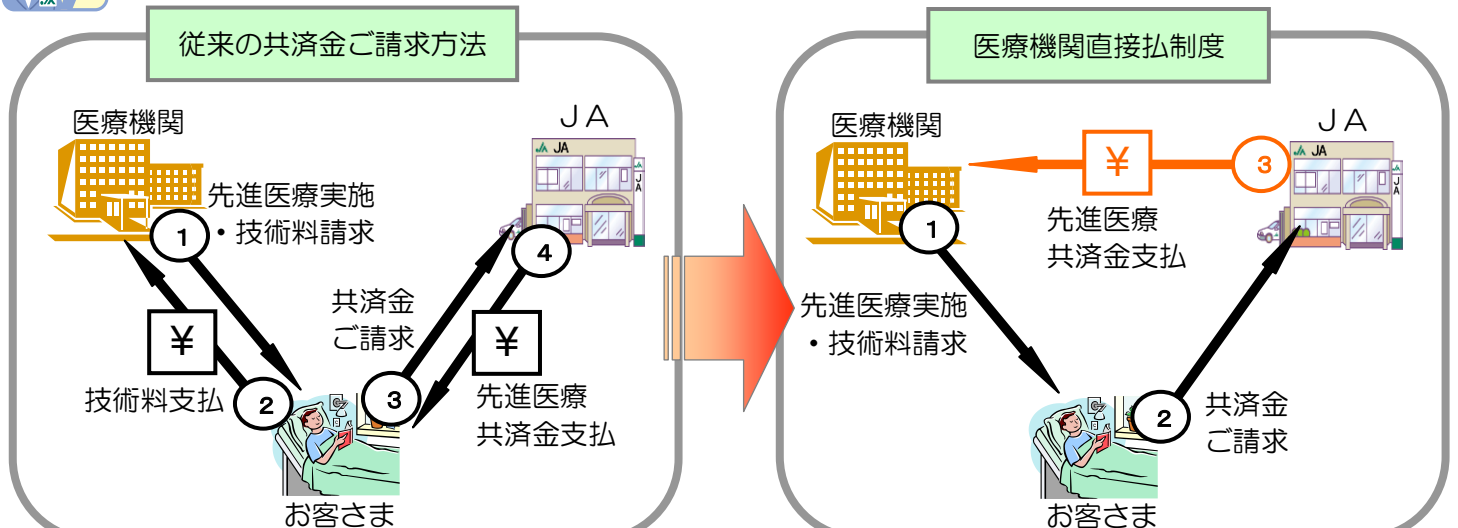 従来の共済金ご請求方法
医療機関
JA
JA
JA
先進医療実施
・技術料請求
1
4
共済金
ご請求
¥
¥
技術料支払
2
3
先進医療
共済金支払
お客さま
医療機関直接払制度
医療機関
JA
JA
JA
¥
3
先進医療
共済金支払
1
先進医療実施
・技術料請求
2
共済金
ご請求
お客さま